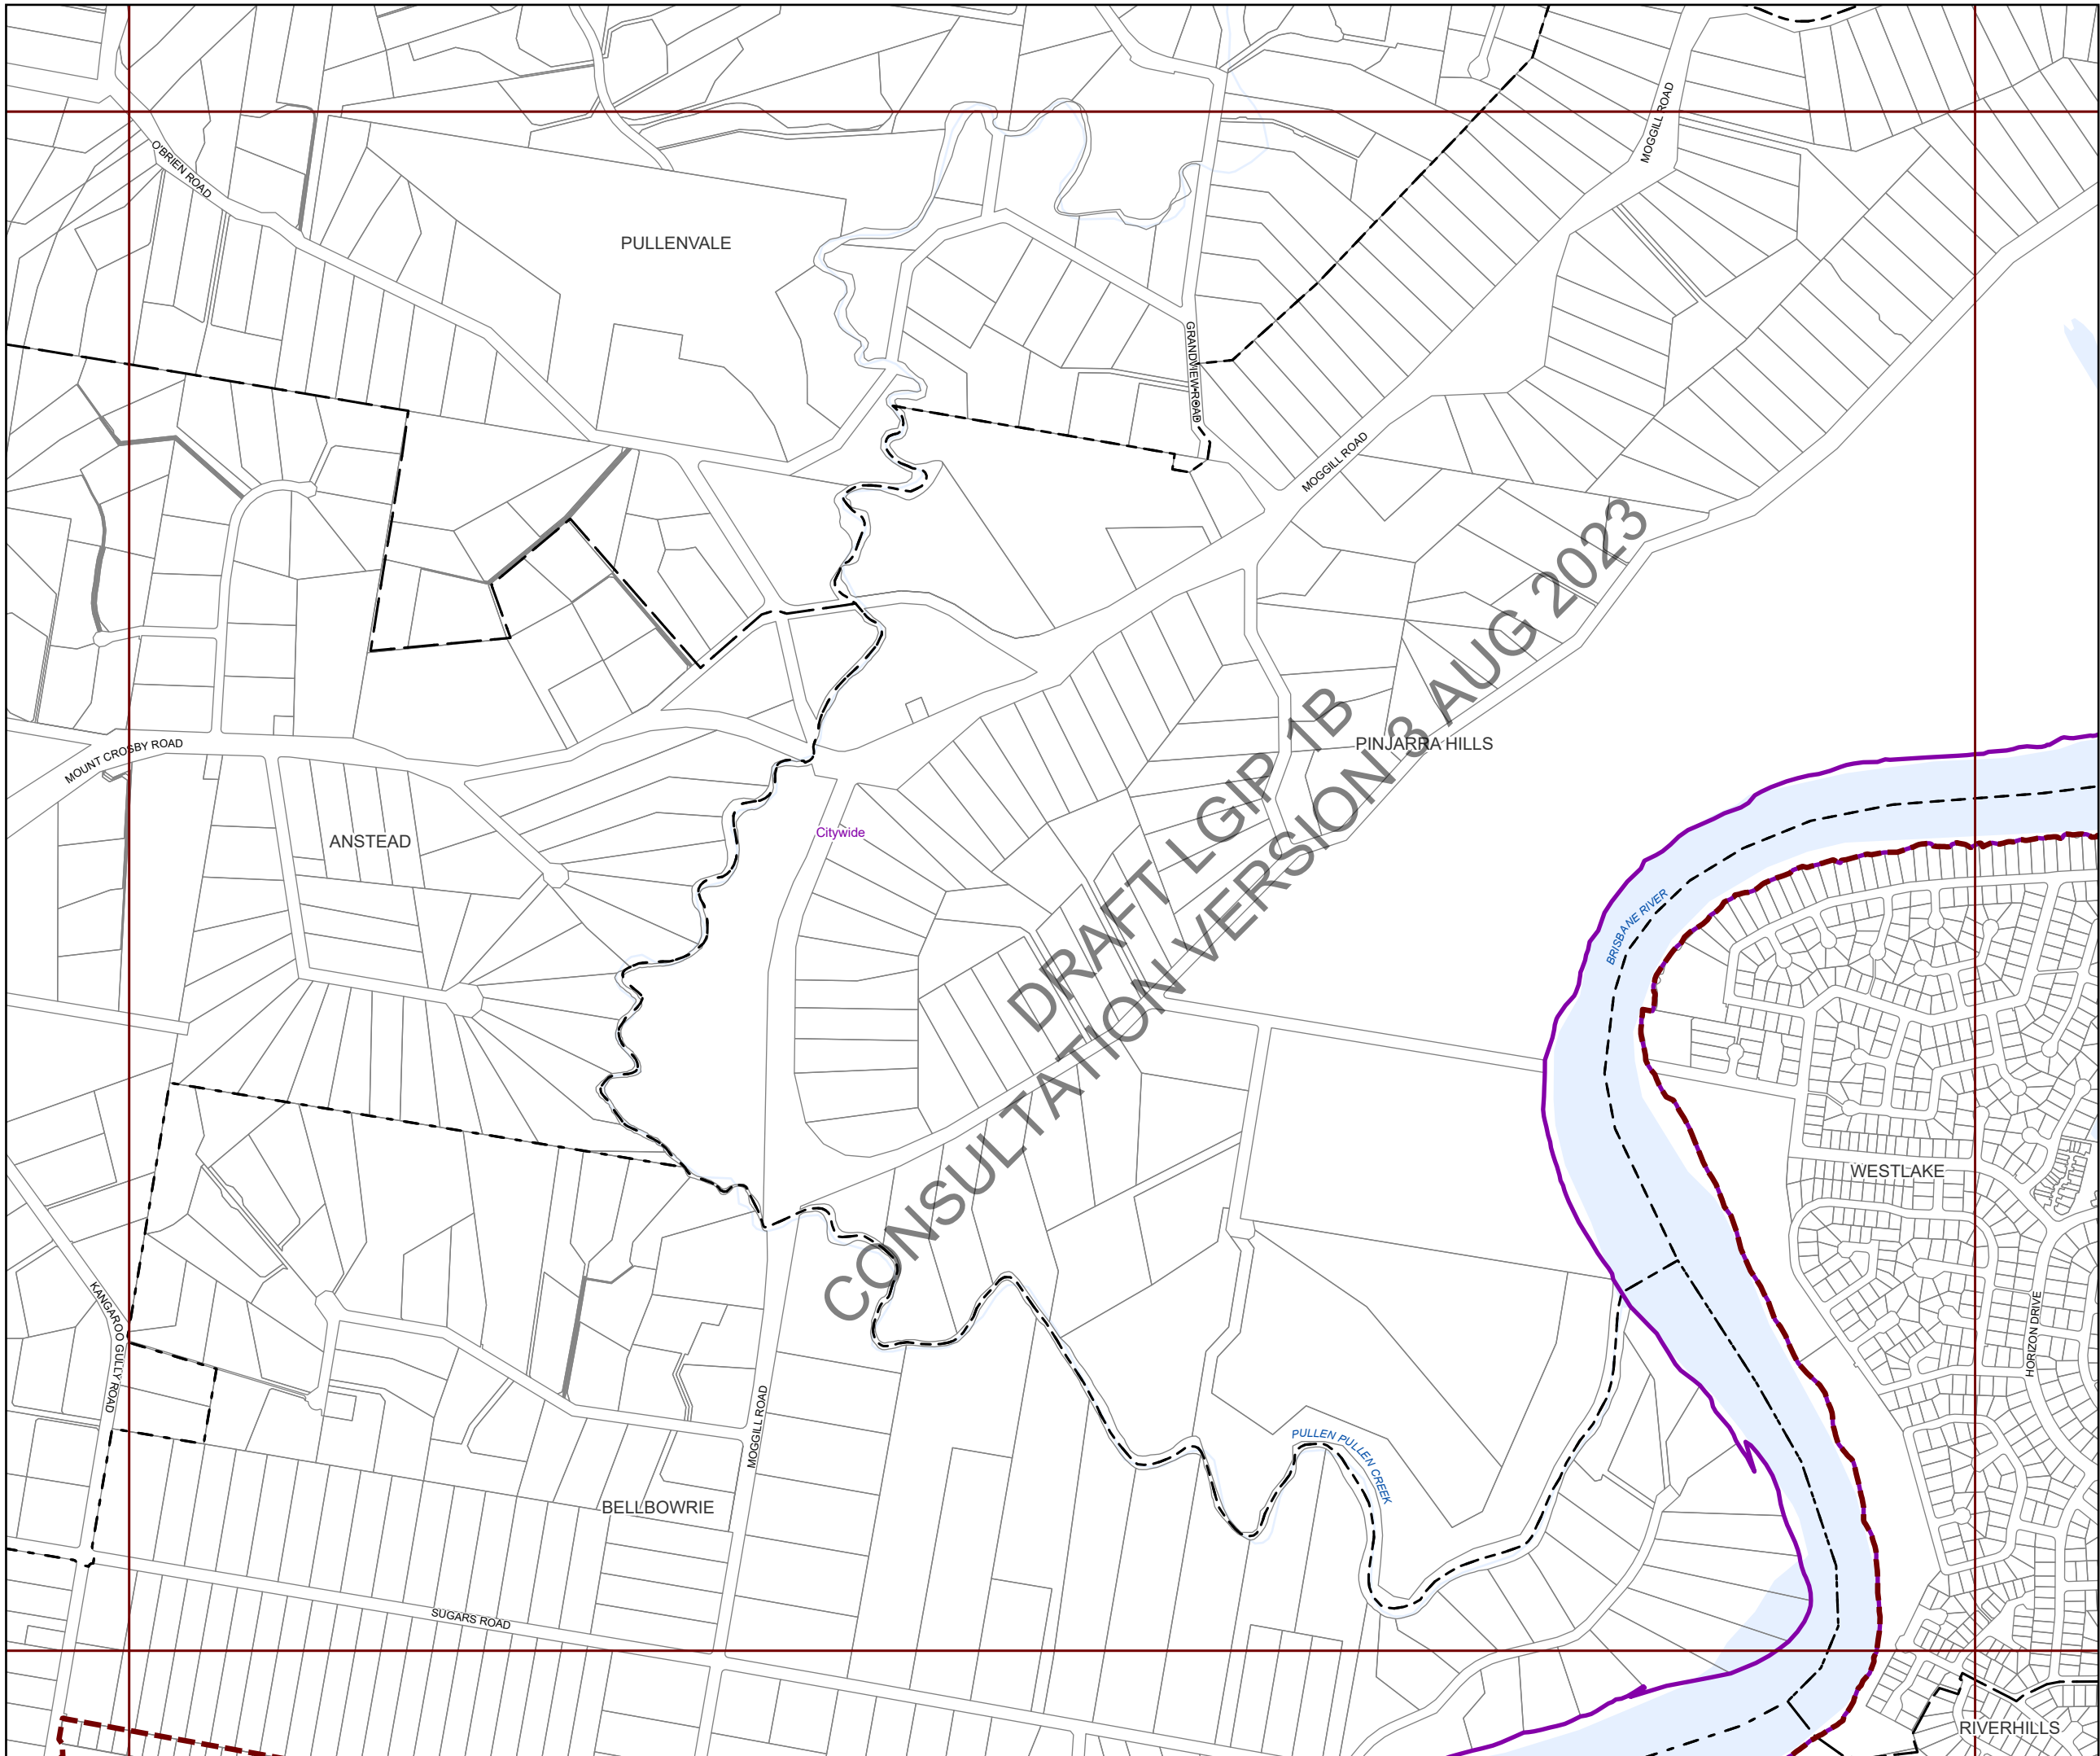 MOGGILL ROAD
O'BRIEN ROAD
PULLENVALE
GRANDVIEW ROAD
MOGGILL ROAD
MOUNT CROSBY ROAD
PINJARRA HILLS
Citywide
ANSTEAD
DRAFT LGIP 1B
CONSULTATION VERSION 3 AUG 2023
BRISBANE RIVER
WESTLAKE
KANGAROO GULLY ROAD
HORIZON DRIVE
MOGGILL ROAD
PULLEN PULLEN CREEK
BELLBOWRIE
SUGARS ROAD
RIVERHILLS